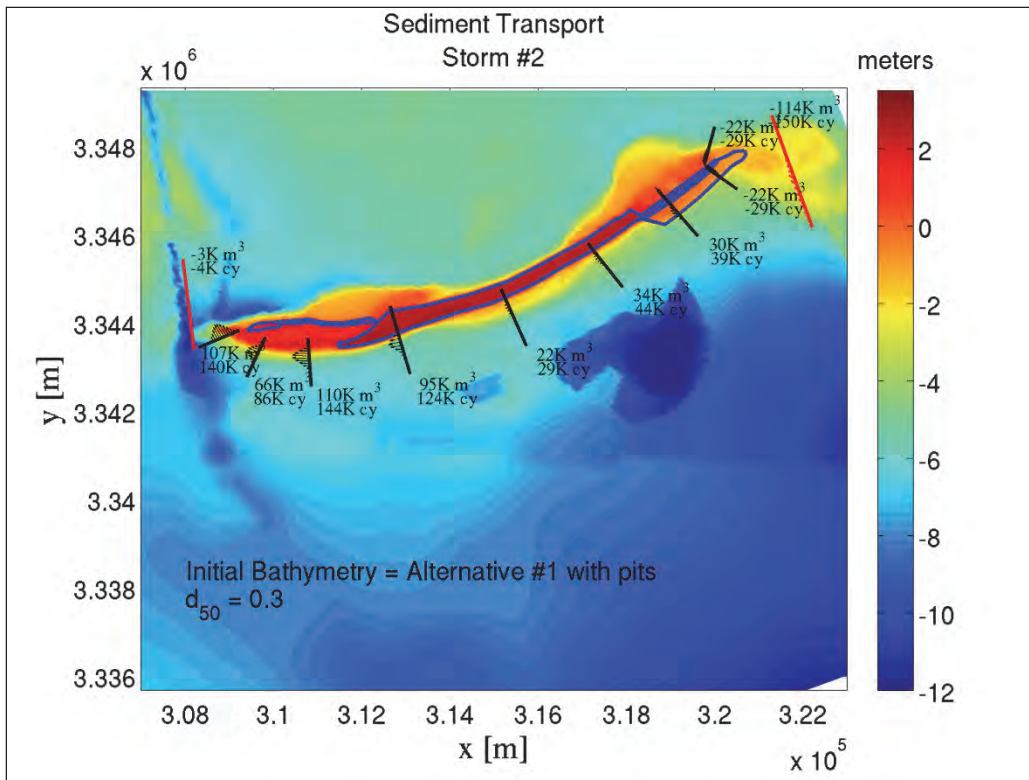 Sediment Transport
Storm #2
x 10^6
meters
-114K m^3
-150K cy
-22K m^3
-29K cy
-22K m^3
-29K cy
-3K m^3
-4K cy
30K m^3
39K cy
34K m^3
44K cy
22K m^3
29K cy
107K m^3
140K cy
66K m^3
86K cy
110K m^3
144K cy
95K m^3
124K cy
Initial Bathymetry = Alternative #1 with pits
d_50 = 0.3
y [m]
3.348
3.346
3.344
3.342
3.34
3.338
3.336
3.08
3.1
3.12
3.14
3.16
3.18
3.2
3.22
x [m]
x 10^5
2
0
-2
-4
-6
-8
-10
-12